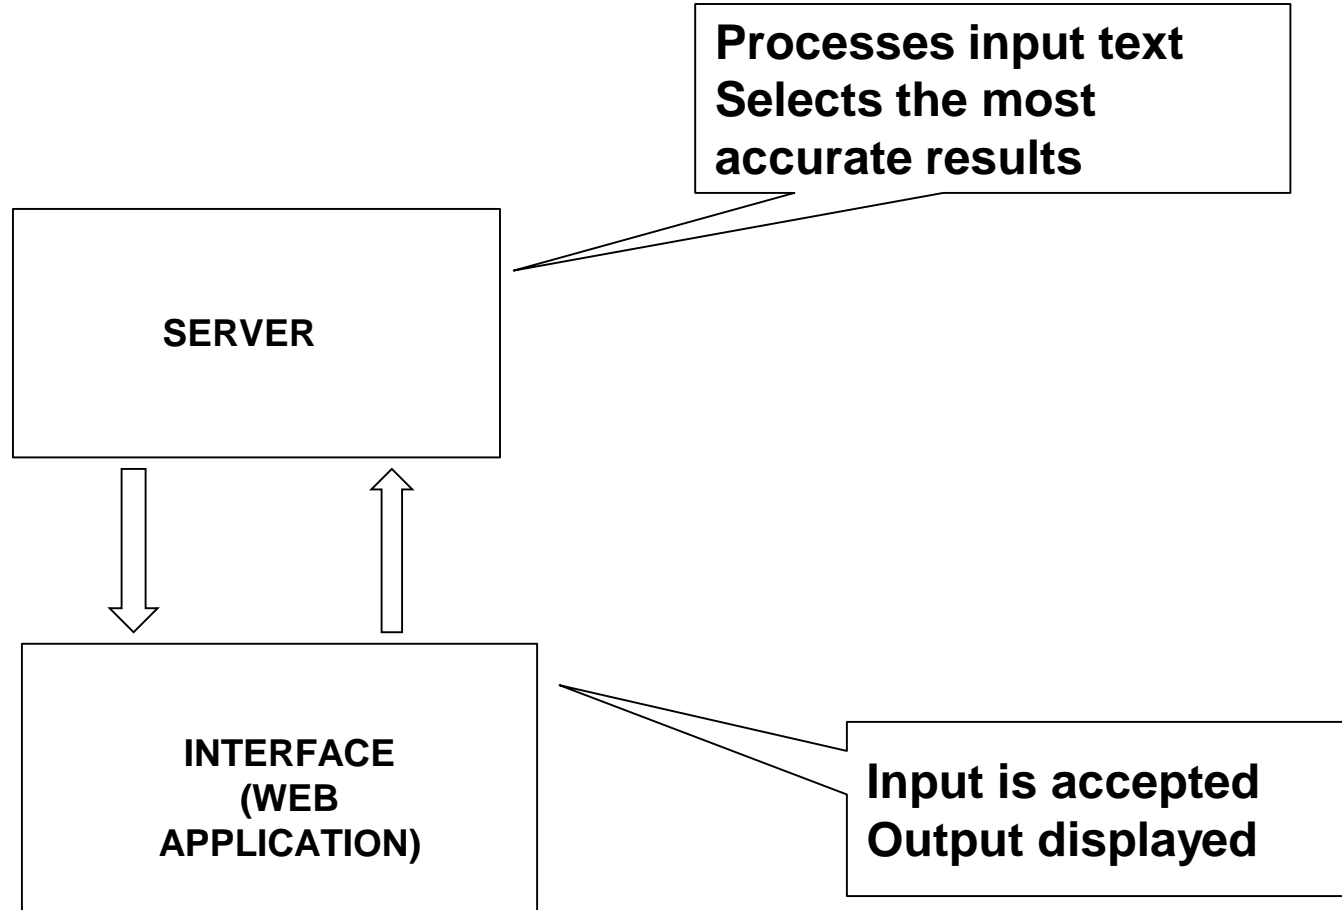 Processes input text
Selects the most
accurate results
SERVER
INTERFACE
(WEB
APPLICATION)
Input is accepted
Output displayed